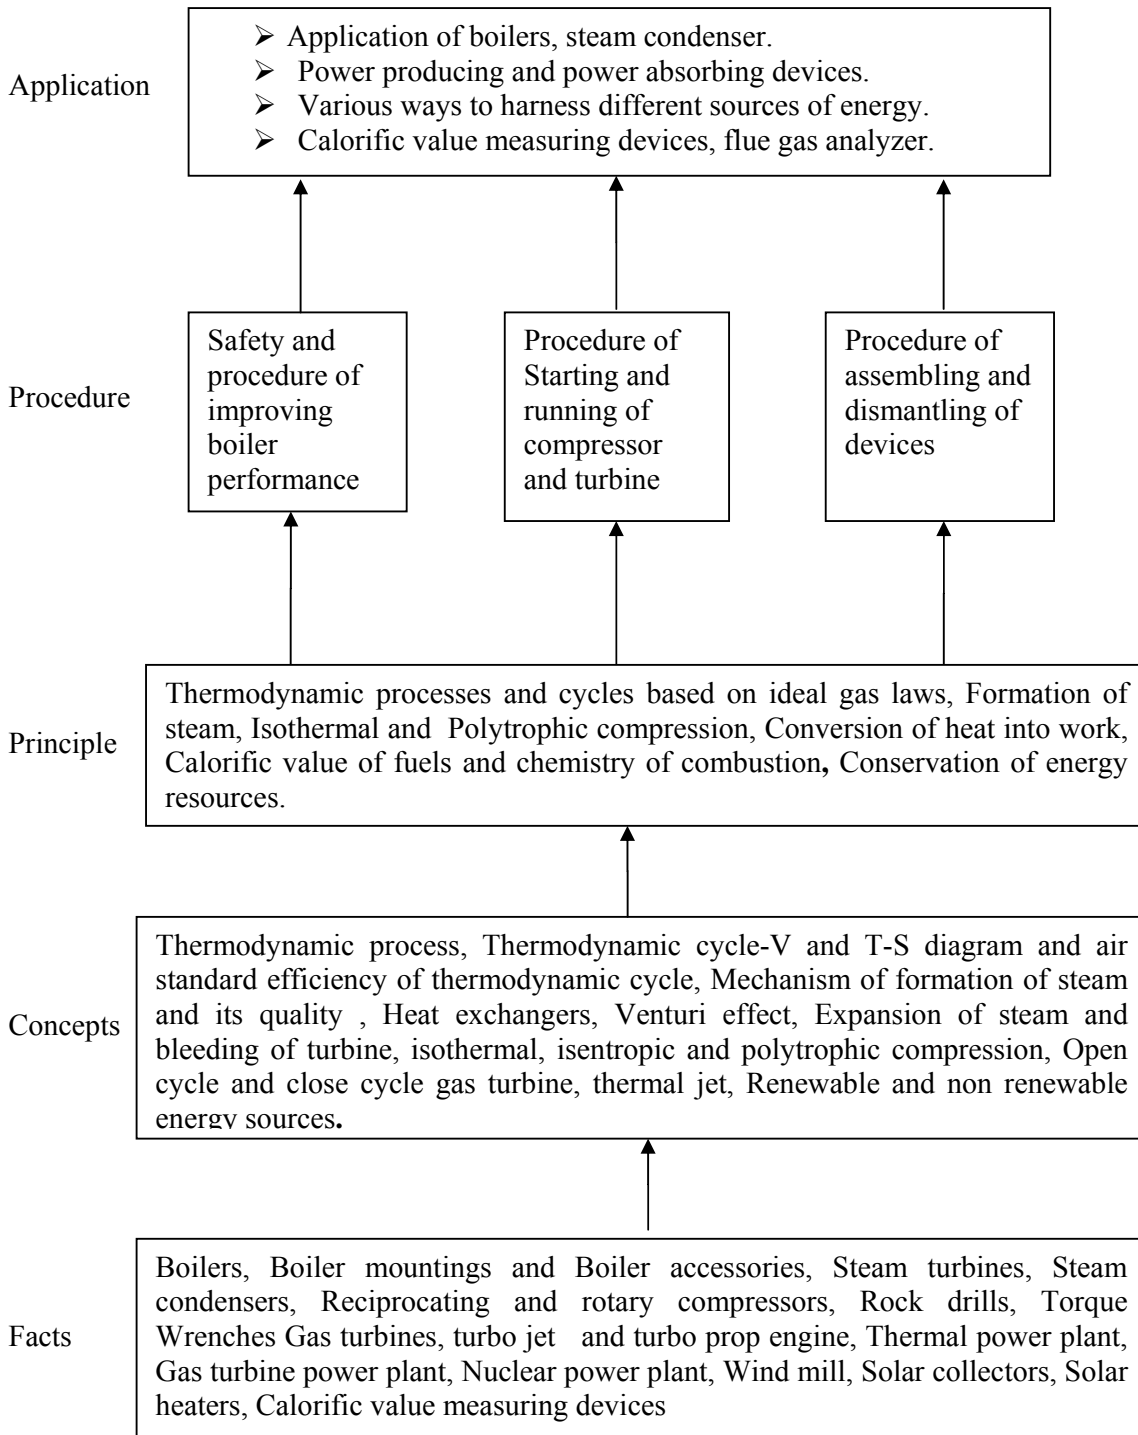 Application
➢ Application of boilers, steam condenser.
➢ Power producing and power absorbing devices.
➢ Various ways to harness different sources of energy.
➢ Calorific value measuring devices, flue gas analyzer.
Procedure
Safety and
procedure of
improving
boiler
performance
Procedure of
Starting and
running of
compressor
and turbine
Procedure of
assembling and
dismantling of
devices
Principle
Thermodynamic processes and cycles based on ideal gas laws, Formation of
steam, Isothermal and Polytrophic compression, Conversion of heat into work,
Calorific value of fuels and chemistry of combustion, Conservation of energy
resources.
Concepts
Thermodynamic process, Thermodynamic cycle-V and T-S diagram and air
standard efficiency of thermodynamic cycle, Mechanism of formation of steam
and its quality , Heat exchangers, Venturi effect, Expansion of steam and
bleeding of turbine, isothermal, isentropic and polytrophic compression, Open
cycle and close cycle gas turbine, thermal jet, Renewable and non renewable
energy sources.
Facts
Boilers, Boiler mountings and Boiler accessories, Steam turbines, Steam
condensers, Reciprocating and rotary compressors, Rock drills, Torque
Wrenches Gas turbines, turbo jet and turbo prop engine, Thermal power plant,
Gas turbine power plant, Nuclear power plant, Wind mill, Solar collectors, Solar
heaters, Calorific value measuring devices